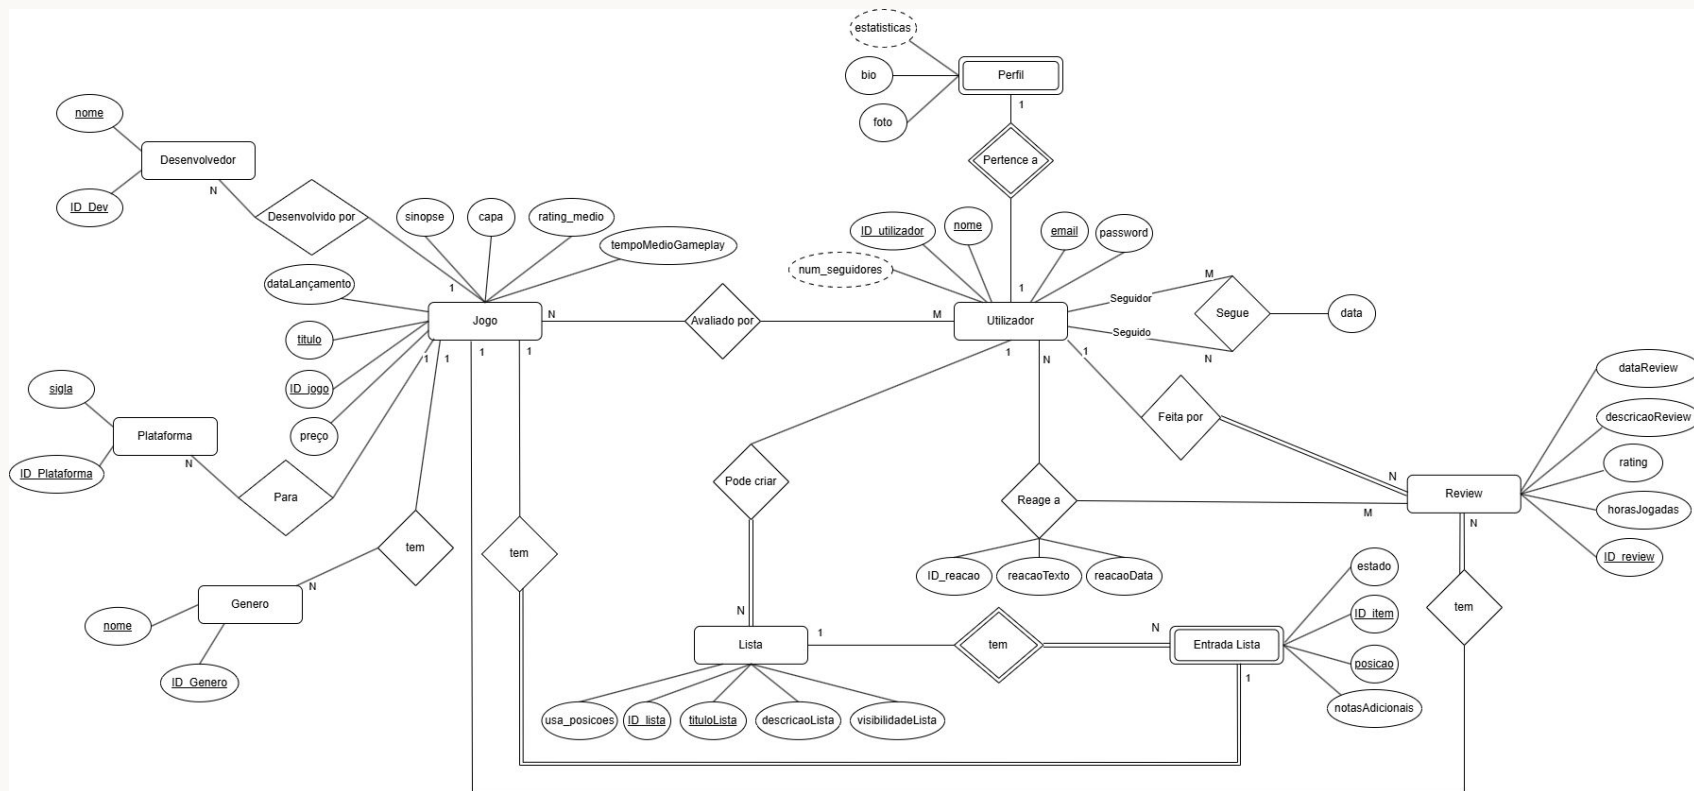 estatisticas
bio
foto
Perfil
1
Pertence a
1
nome
ID_Dev
Desenvolvedor
N
Desenvolvido por
1
sinopse
capa
rating_medio
tempoMedioGameplay
dataLançamento
titulo
ID_jogo
preço
Jogo
N
Avaliado por
M
ID_utilizador
nome
email
password
num_seguidores
Utilizador
Seguidor
M
Segue
data
Seguido
N
sigla
ID_Plataforma
Plataforma
N
Para
1
nome
ID_Genero
Genero
N
tem
1
1
1
tem
1
Pode criar
N
N
Reage a
M
ID_reacao
reacaoTexto
reacaoData
1
Feita por
N
Review
dataReview
descricaoReview
rating
horasJogadas
ID_review
N
tem
Lista
usa_posicoes
ID_lista
tituloLista
descricaoLista
visibilidadeLista
1
tem
N
Entrada Lista
1
estado
ID_item
posicao
notasAdicionais